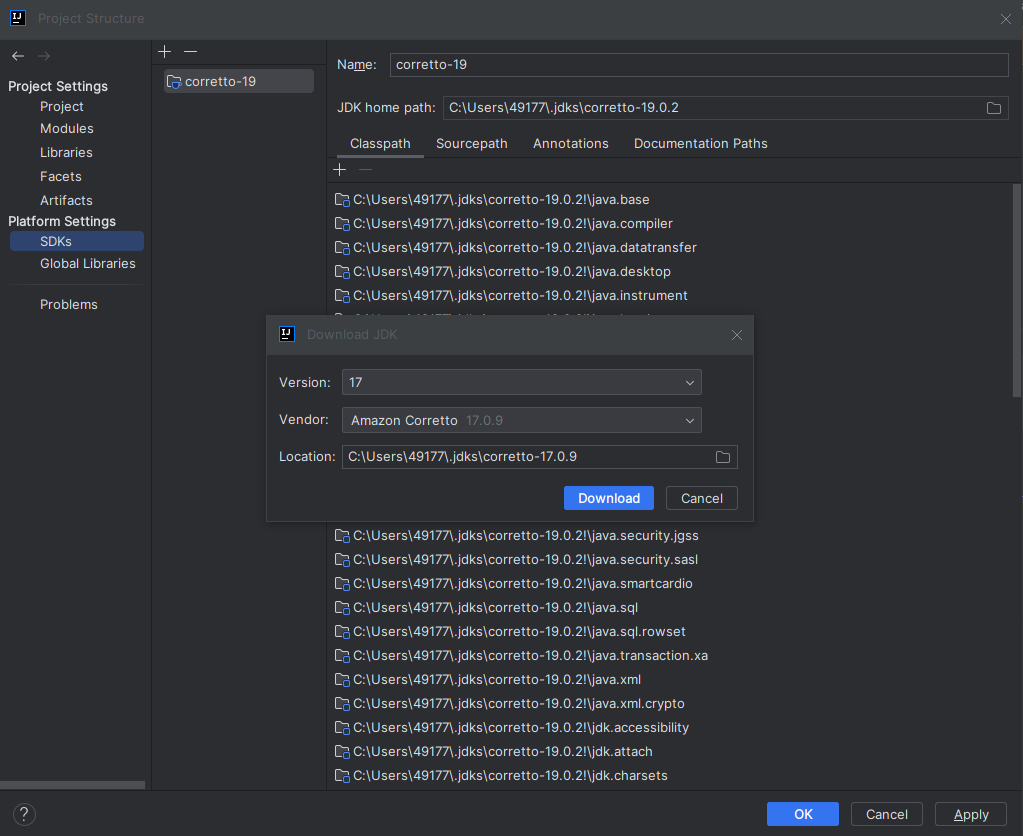 Project Structure
Project Settings
Project
Modules
Libraries
Facets
Artifacts
Platform Settings
SDKs
Global Libraries
Problems
corretto-19
Name: corretto-19
JDK home path: C:\Users\49177\.jdks\corretto-19.0.2
Classpath Sourcepath Annotations Documentation Paths
C:\Users\49177\.jdks\corretto-19.0.2!\java.base
C:\Users\49177\.jdks\corretto-19.0.2!\java.compiler
C:\Users\49177\.jdks\corretto-19.0.2!\java.datatransfer
C:\Users\49177\.jdks\corretto-19.0.2!\java.desktop
C:\Users\49177\.jdks\corretto-19.0.2!\java.instrument
Download JDK
Version: 17
Vendor: Amazon Corretto 17.0.9
Location: C:\Users\49177\.jdks\corretto-17.0.9
Download Cancel
C:\Users\49177\.jdks\corretto-19.0.2!\java.security.jgss
C:\Users\49177\.jdks\corretto-19.0.2!\java.security.sasl
C:\Users\49177\.jdks\corretto-19.0.2!\java.smartcardio
C:\Users\49177\.jdks\corretto-19.0.2!\java.sql
C:\Users\49177\.jdks\corretto-19.0.2!\java.sql.rowset
C:\Users\49177\.jdks\corretto-19.0.2!\java.transaction.xa
C:\Users\49177\.jdks\corretto-19.0.2!\java.xml
C:\Users\49177\.jdks\corretto-19.0.2!\java.xml.crypto
C:\Users\49177\.jdks\corretto-19.0.2!\jdk.accessibility
C:\Users\49177\.jdks\corretto-19.0.2!\jdk.attach
C:\Users\49177\.jdks\corretto-19.0.2!\jdk.charsets
? OK Cancel Apply